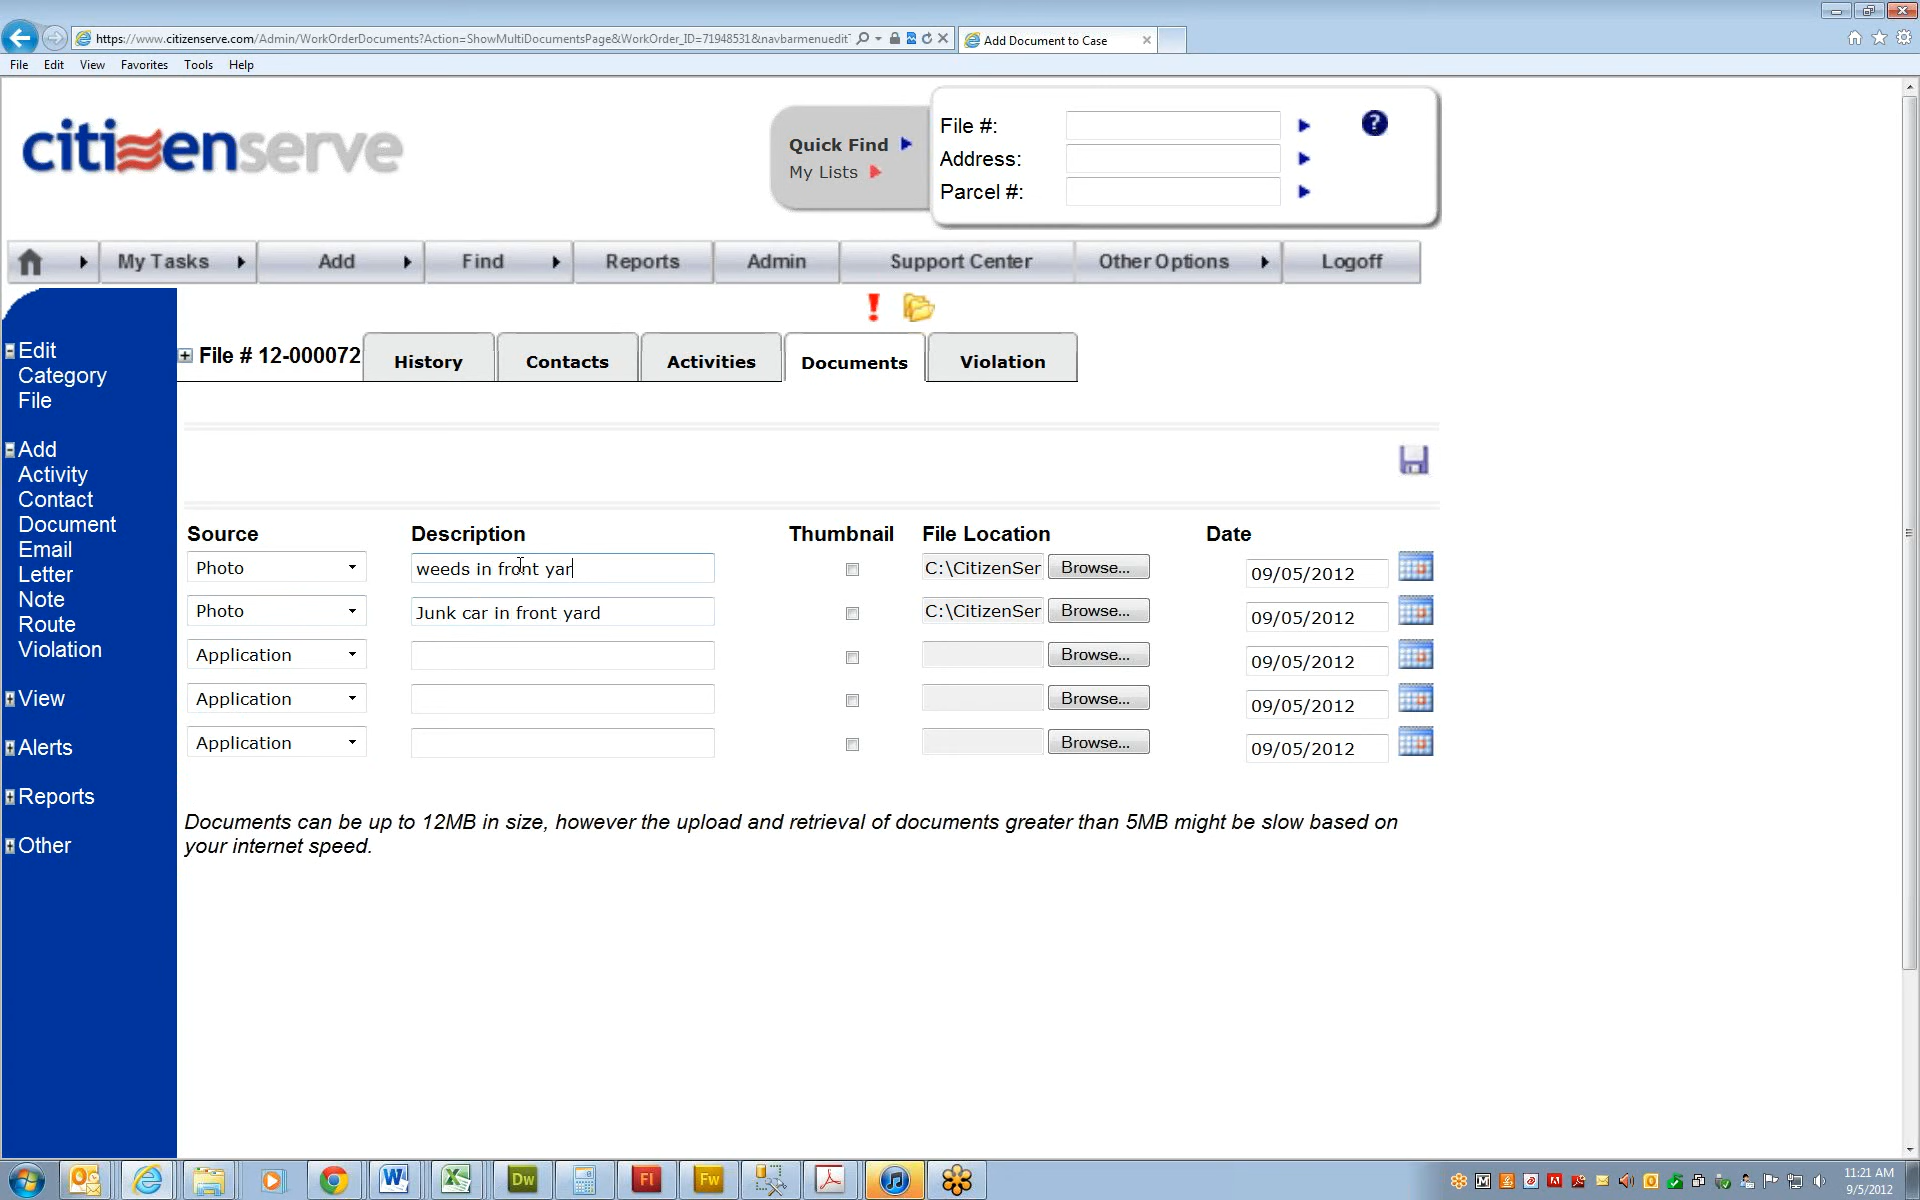 https://www.citizenserve.com/Admin/WorkOrderDocuments?Action=ShowMultiDocumentsPage&WorkOrder_ID=71948531&navbarmenuedit
Add Document to Case
File Edit View Favorites Tools Help
citizenserve
Quick Find
My Lists
File #:
Address:
Parcel #:
?
My Tasks Add Find Reports Admin Support Center Other Options Logoff
File # 12-000072 History Contacts Activities Documents Violation
Edit
Category
File
Add
Activity
Contact
Document
Email
Letter
Note
Route
Violation
View
Alerts
Reports
Other
Source Description Thumbnail File Location Date
Photo weeds in front yar C:\CitizenSer Browse... 09/05/2012
Photo Junk car in front yard C:\CitizenSer Browse... 09/05/2012
Application Browse... 09/05/2012
Application Browse... 09/05/2012
Application Browse... 09/05/2012
Documents can be up to 12MB in size, however the upload and retrieval of documents greater than 5MB might be slow based on
your internet speed.
Dw Fl Fw
11:21 AM
9/5/2012